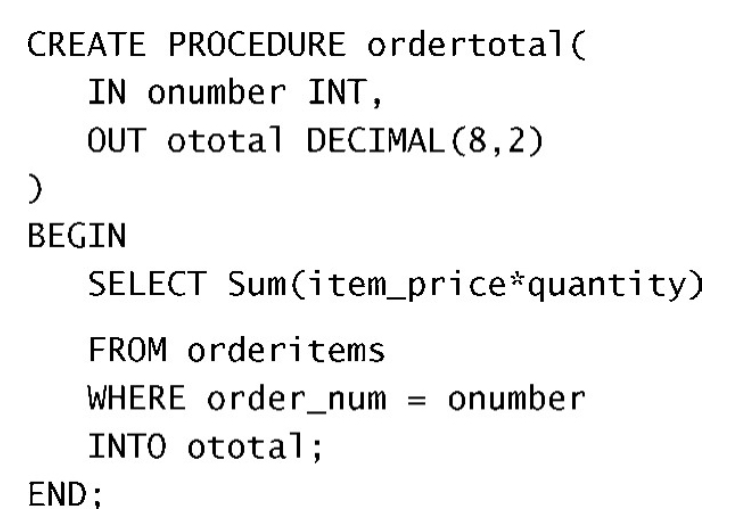 CREATE PROCEDURE ordertotal(
   IN onumber INT,
   OUT ototal DECIMAL(8,2)
)
BEGIN
   SELECT Sum(item_price*quantity)
   FROM orderitems
   WHERE order_num = onumber
   INTO ototal;
END;